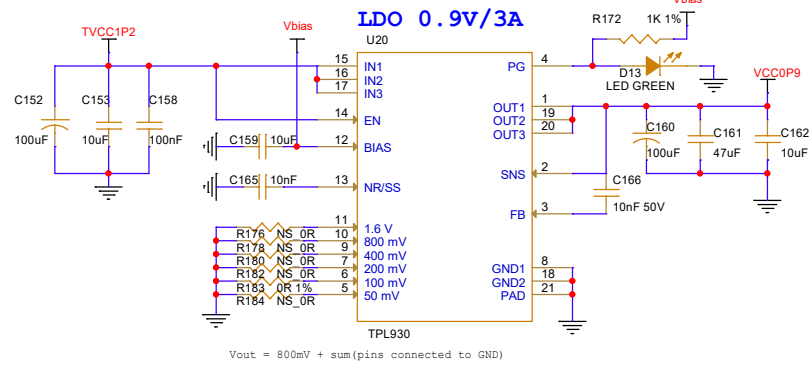 LDO 0.9V/3A
Vbias
R172 1K 1%
TVCC1P2
Vbias
U20
15 IN1
16 IN2
17 IN3
14 EN
12 BIAS
13 NR/SS
11 1.6 V
10 800 mV
9 400 mV
7 200 mV
6 100 mV
5 50 mV
PG 4
OUT1 1
OUT2 19
OUT3 20
SNS 2
FB 3
GND1 8
GND2 18
PAD 21
TPL930
D13
LED GREEN
VCC0P9
C152
100uF
C153
10uF
C158
100nF
C159 10uF
C165 10nF
R176 NS_0R
R178 NS_0R
R180 NS_0R
R182 NS_0R
R183 0R 1%
R184 NS_0R
C160
100uF
C161
47uF
C162
10uF
C166
10nF 50V
Vout = 800mV + sum(pins connected to GND)